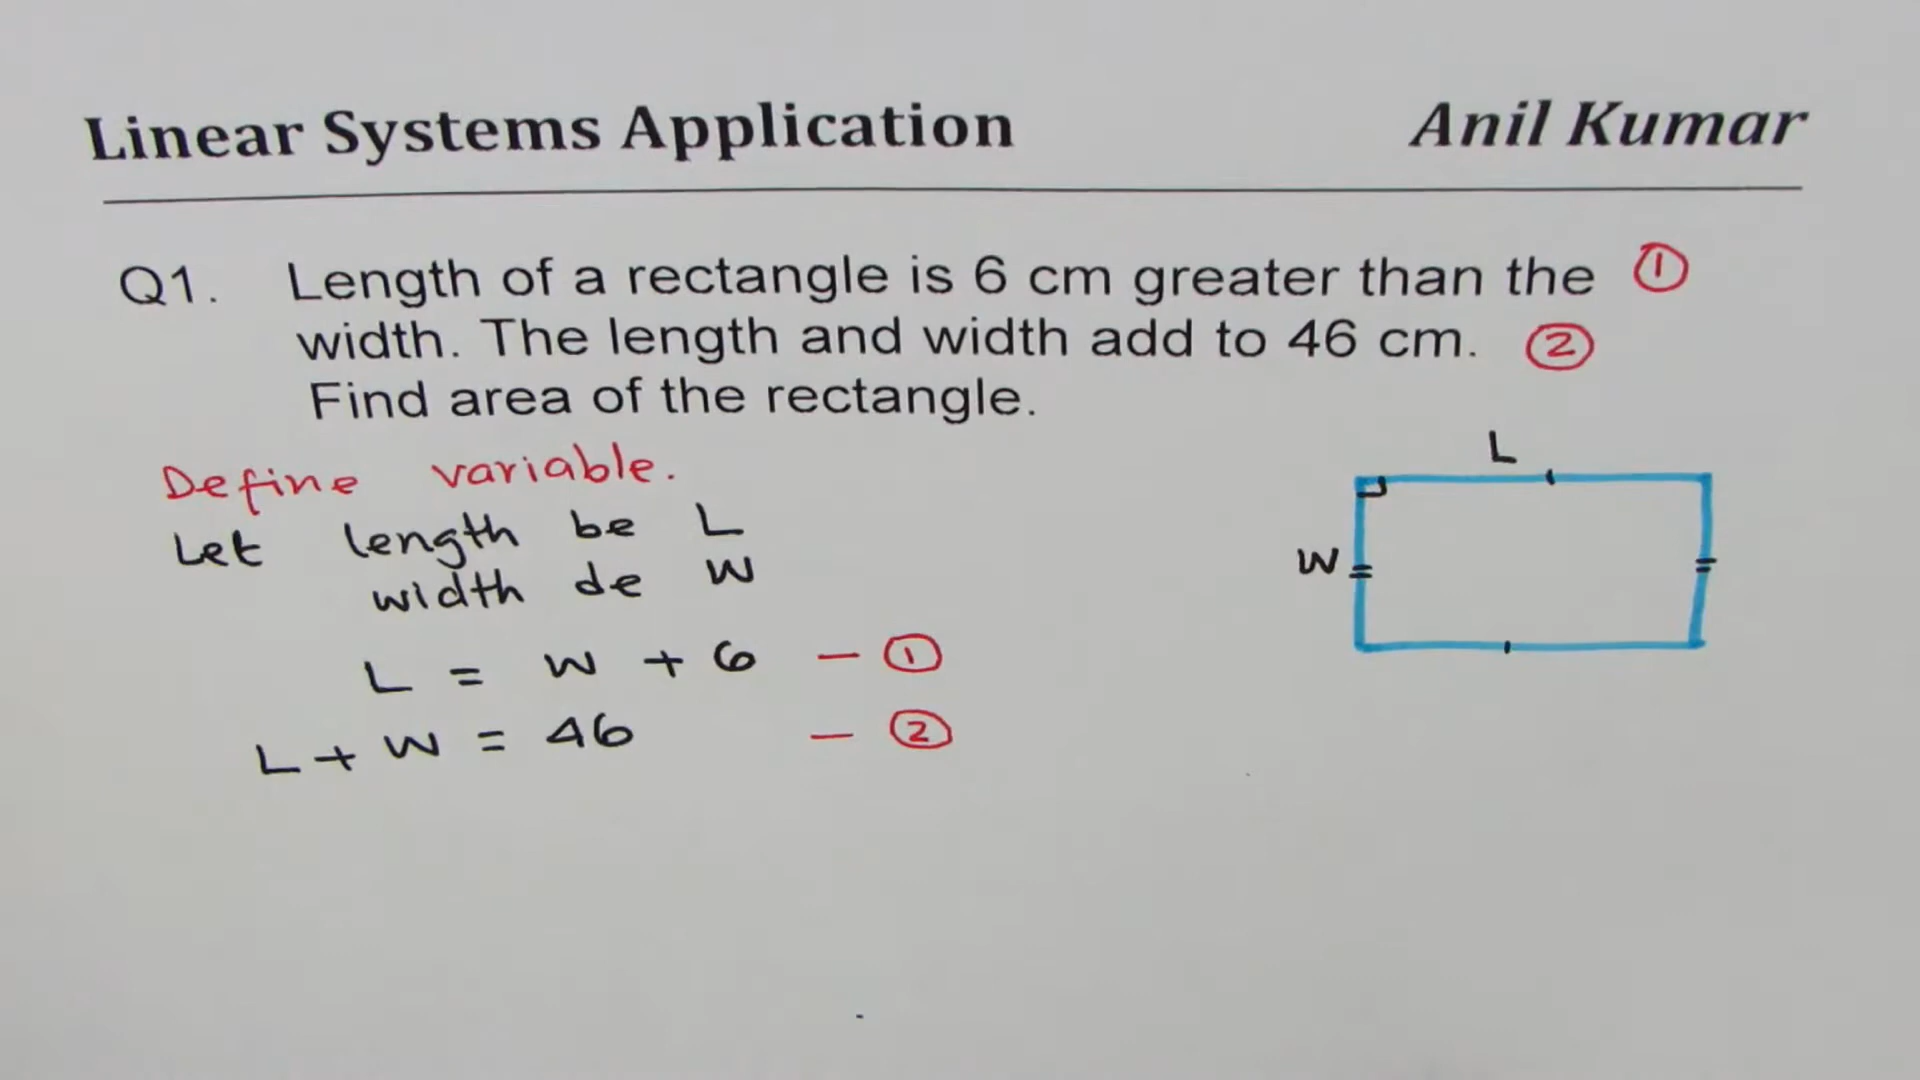 Linear Systems Application Anil Kumar
Q1. Length of a rectangle is 6 cm greater than the ①
width. The length and width add to 46 cm. ②
Find area of the rectangle.
Define variable.
Let length be L
width de W
L = W + 6 — ①
L + W = 46 — ②
L
W